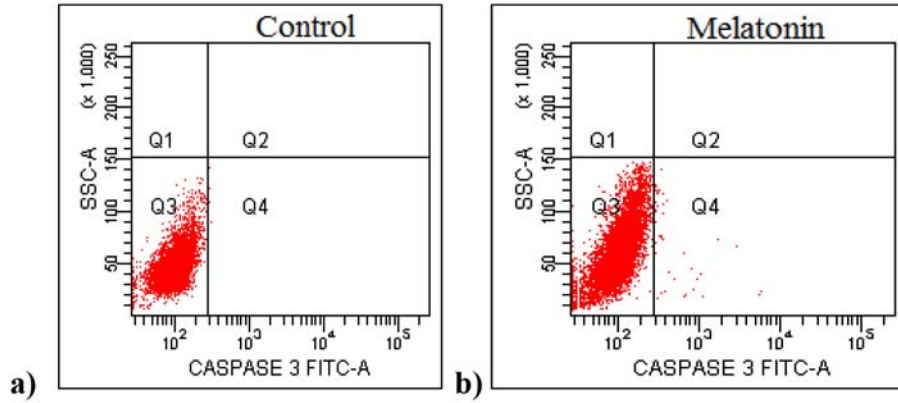 Control
(x 1,000)
SSC-A
250
200
150
100
50
Q1
Q2
Q3
Q4
10²
10³
10⁴
10⁵
CASPASE 3 FITC-A
a)
Melatonin
(x 1,000)
SSC-A
250
200
150
100
50
Q1
Q2
Q3
Q4
10²
10³
10⁴
10⁵
CASPASE 3 FITC-A
b)